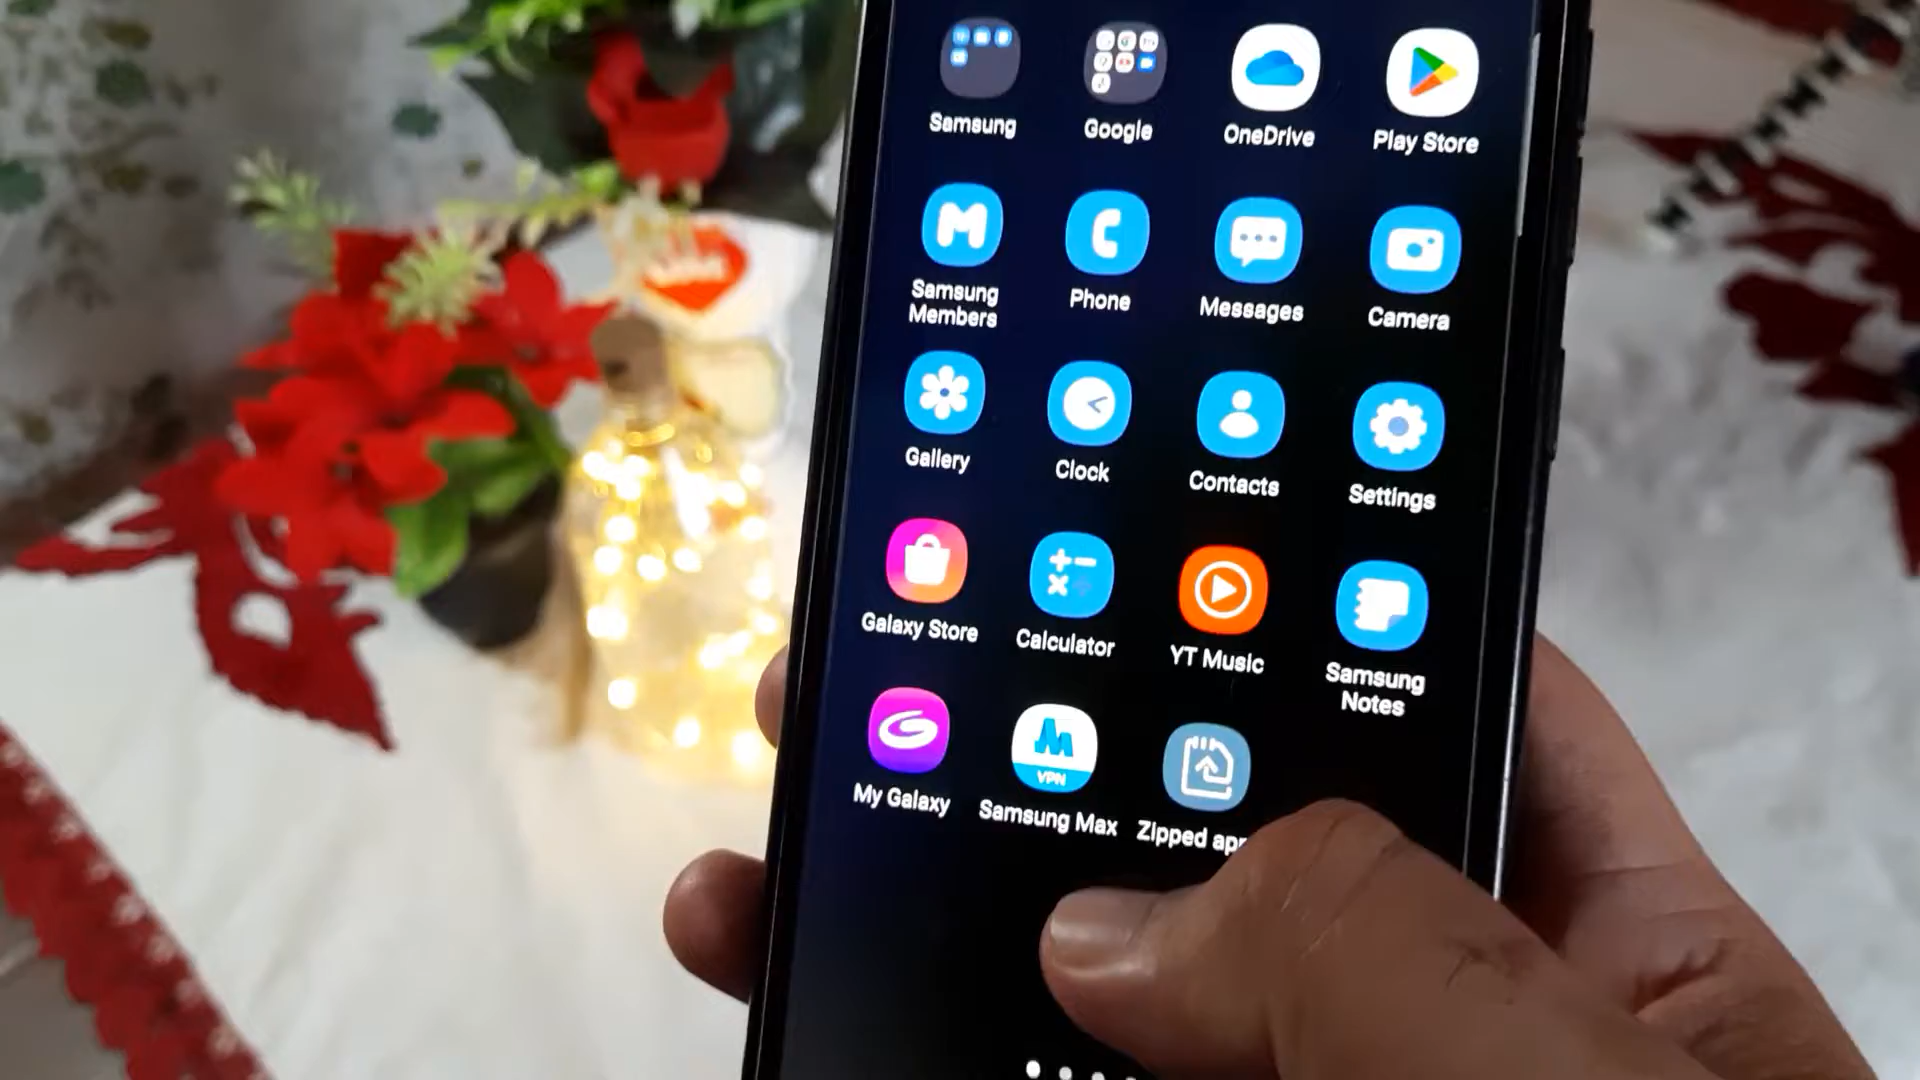 Samsung
Google
OneDrive
Play Store
Samsung
Members
Phone
Messages
Camera
Gallery
Clock
Contacts
Settings
Galaxy Store
Calculator
YT Music
Samsung
Notes
My Galaxy
VPN
Samsung Max
Zipped